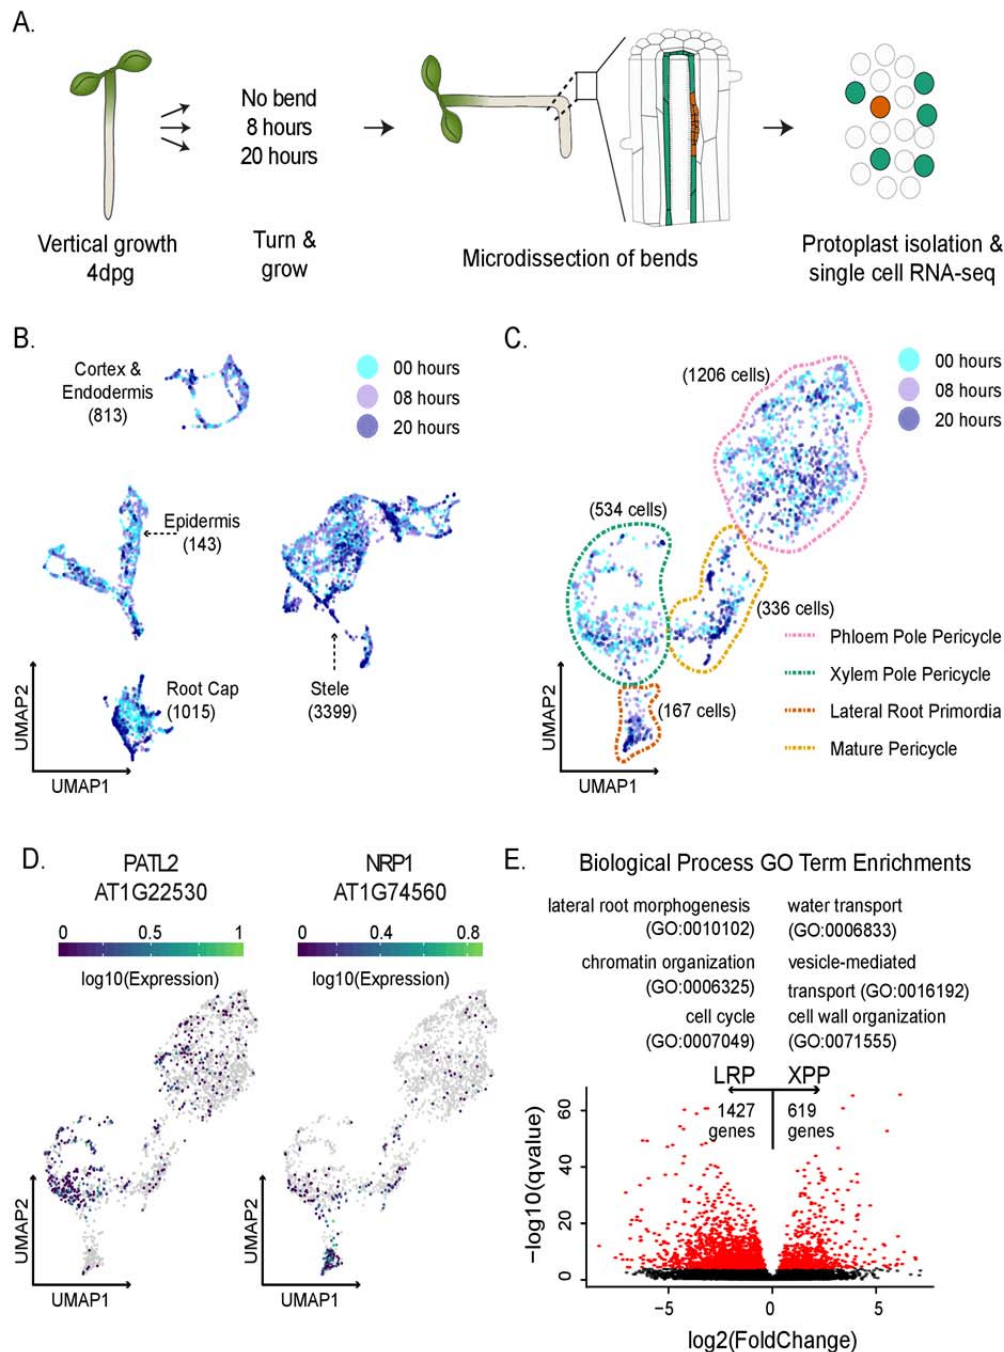 A.
No bend
8 hours
20 hours
Vertical growth
4dpg
Turn &
grow
Microdissection of bends
Protoplast isolation &
single cell RNA-seq
B.
Cortex &
Endodermis
(813)
00 hours
08 hours
20 hours
Epidermis
(143)
Root Cap
(1015)
Stele
(3399)
UMAP2
UMAP1
C.
(1206 cells)
00 hours
08 hours
20 hours
(534 cells)
(336 cells)
(167 cells)
Phloem Pole Pericycle
Xylem Pole Pericycle
Lateral Root Primordia
Mature Pericycle
UMAP2
UMAP1
D.
PATL2
AT1G22530
0 0.5 1
log10(Expression)
UMAP2
UMAP1
NRP1
AT1G74560
0 0.4 0.8
log10(Expression)
UMAP2
UMAP1
E.
Biological Process GO Term Enrichments
lateral root morphogenesis
(GO:0010102)
chromatin organization
(GO:0006325)
cell cycle
(GO:0007049)
water transport
(GO:0006833)
vesicle-mediated
transport (GO:0016192)
cell wall organization
(GO:0071555)
LRP XPP
1427
genes
619
genes
60
40
20
0
−log10(qvalue)
−5 0 5
log2(FoldChange)